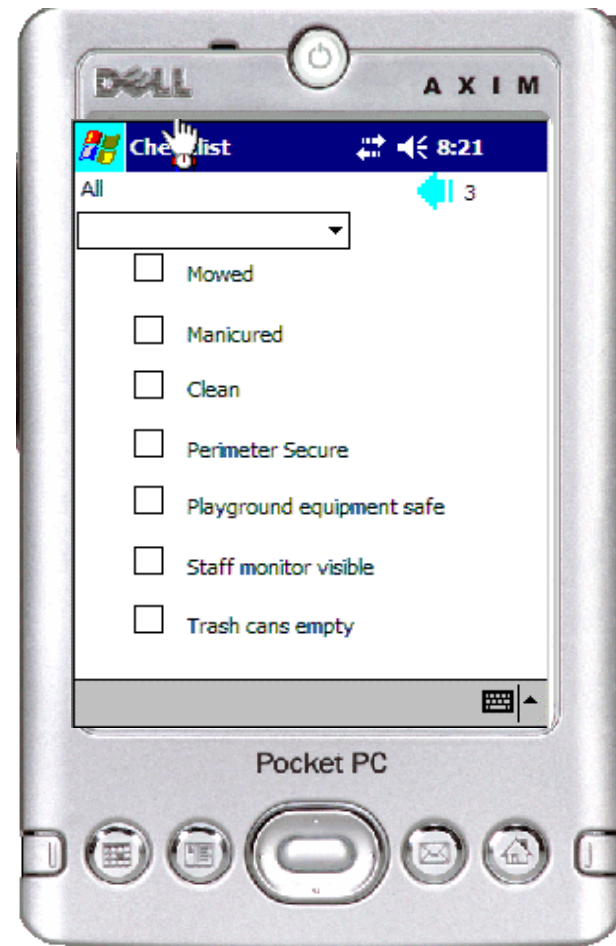 DELL
AXIM
Checklist 8:21
All 3
Mowed
Manicured
Clean
Perimeter Secure
Playground equipment safe
Staff monitor visible
Trash cans empty
Pocket PC